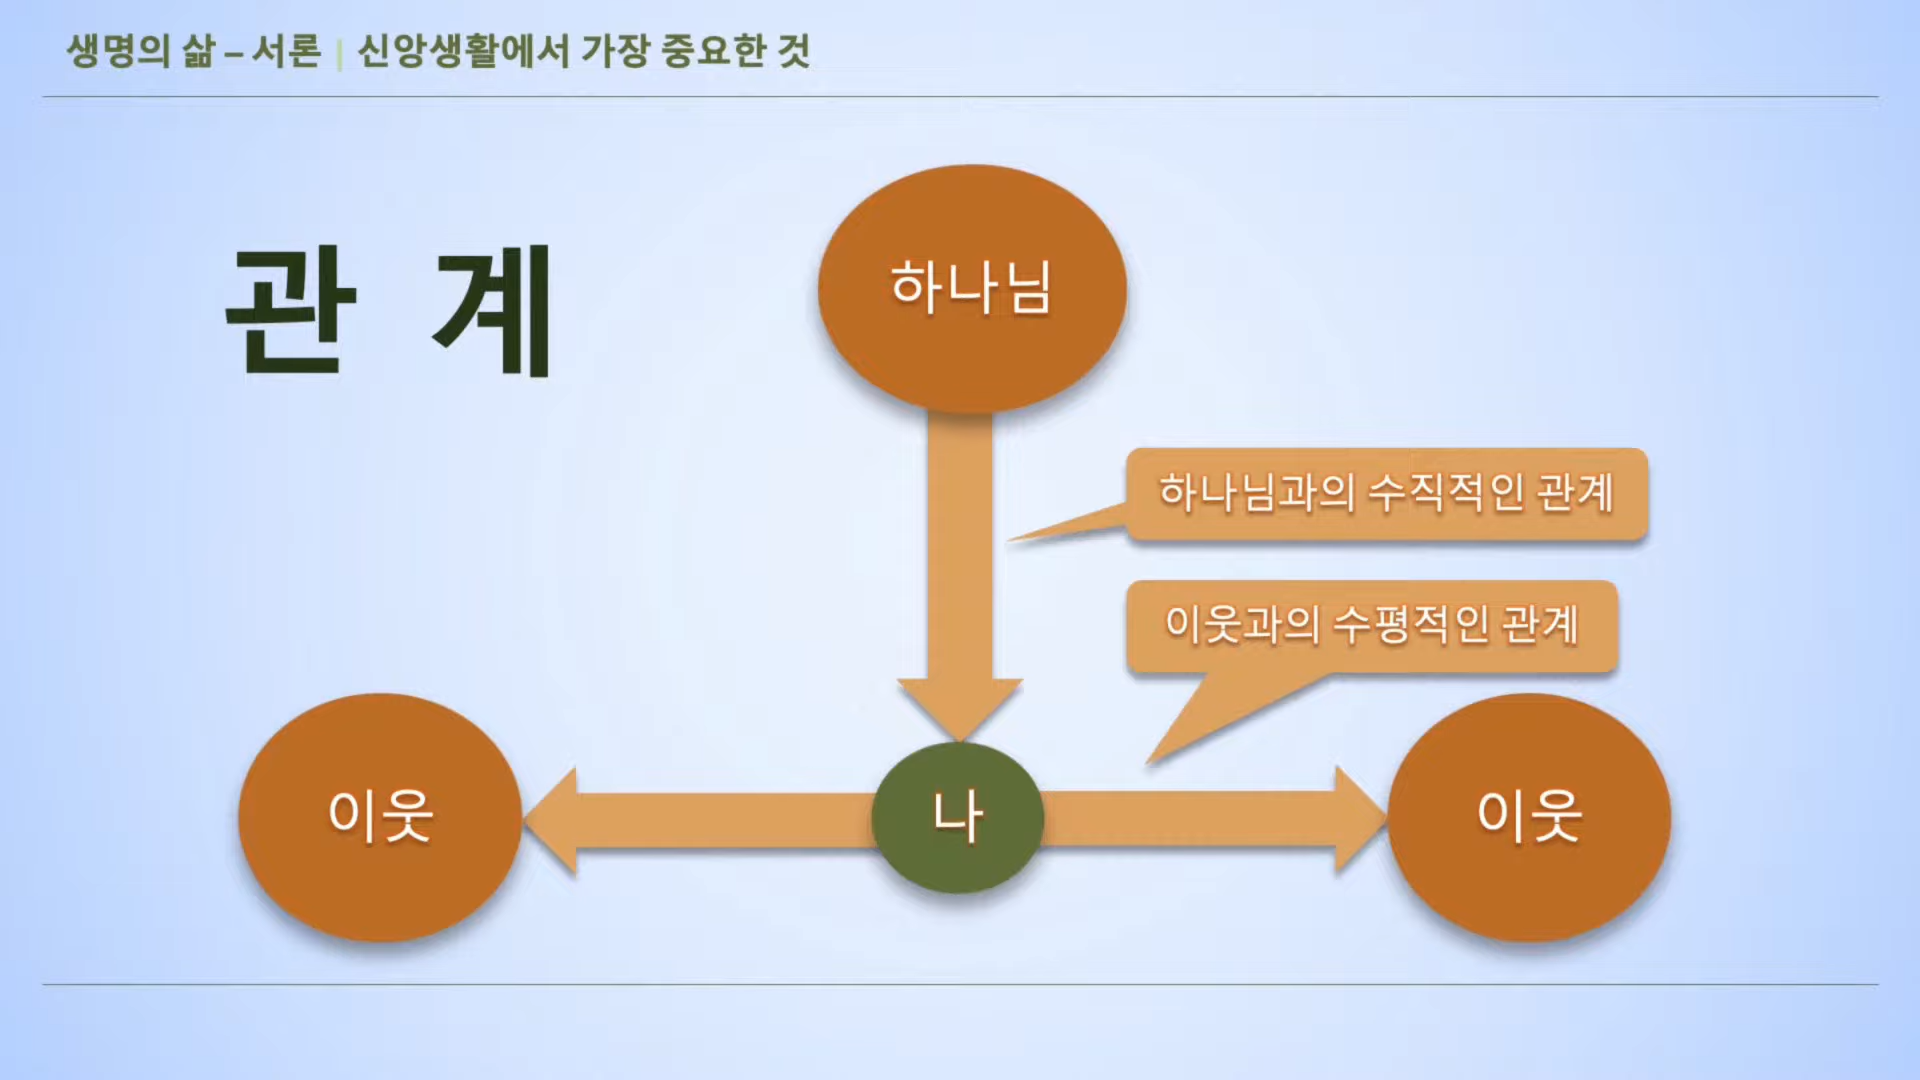 생명의 삶 – 서론 | 신앙생활에서 가장 중요한 것
관 계
하나님
하나님과의 수직적인 관계
이웃과의 수평적인 관계
이웃
나
이웃